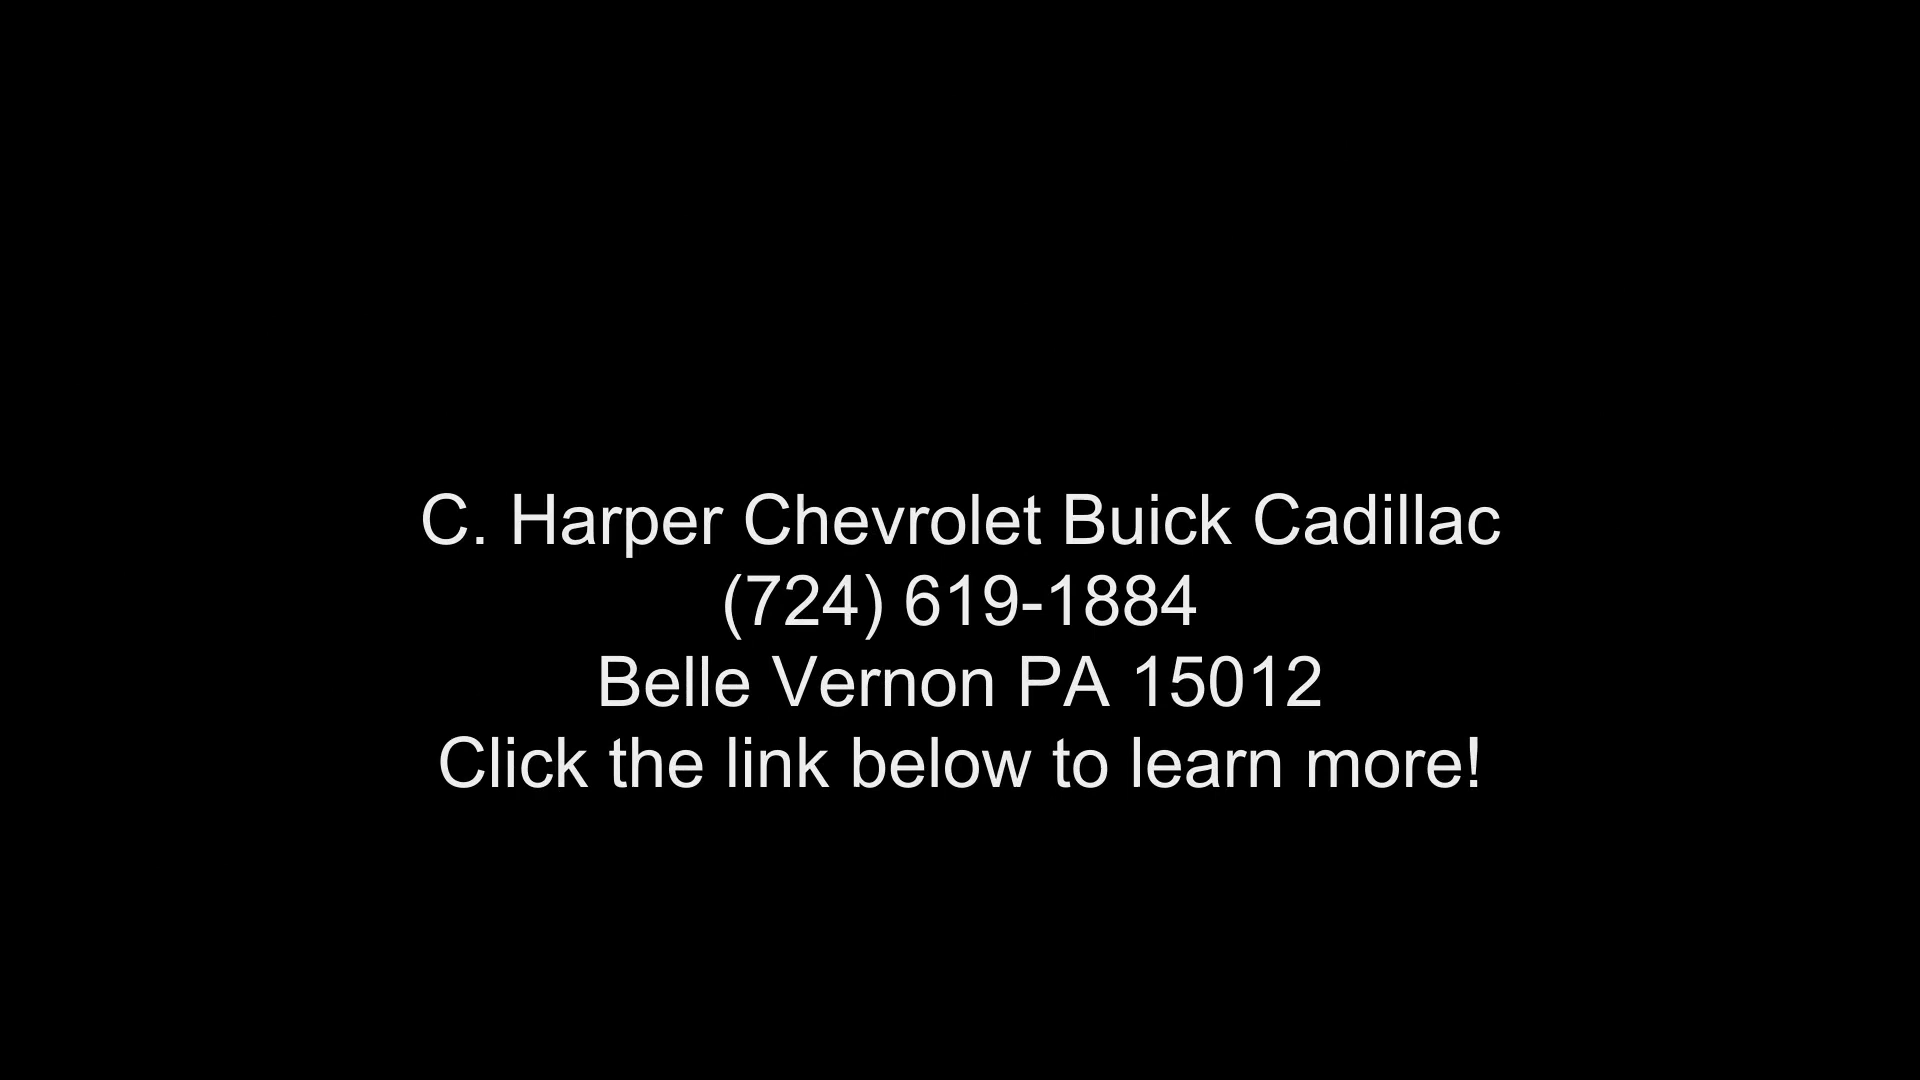 C. Harper Chevrolet Buick Cadillac
(724) 619-1884
Belle Vernon PA 15012
Click the link below to learn more!